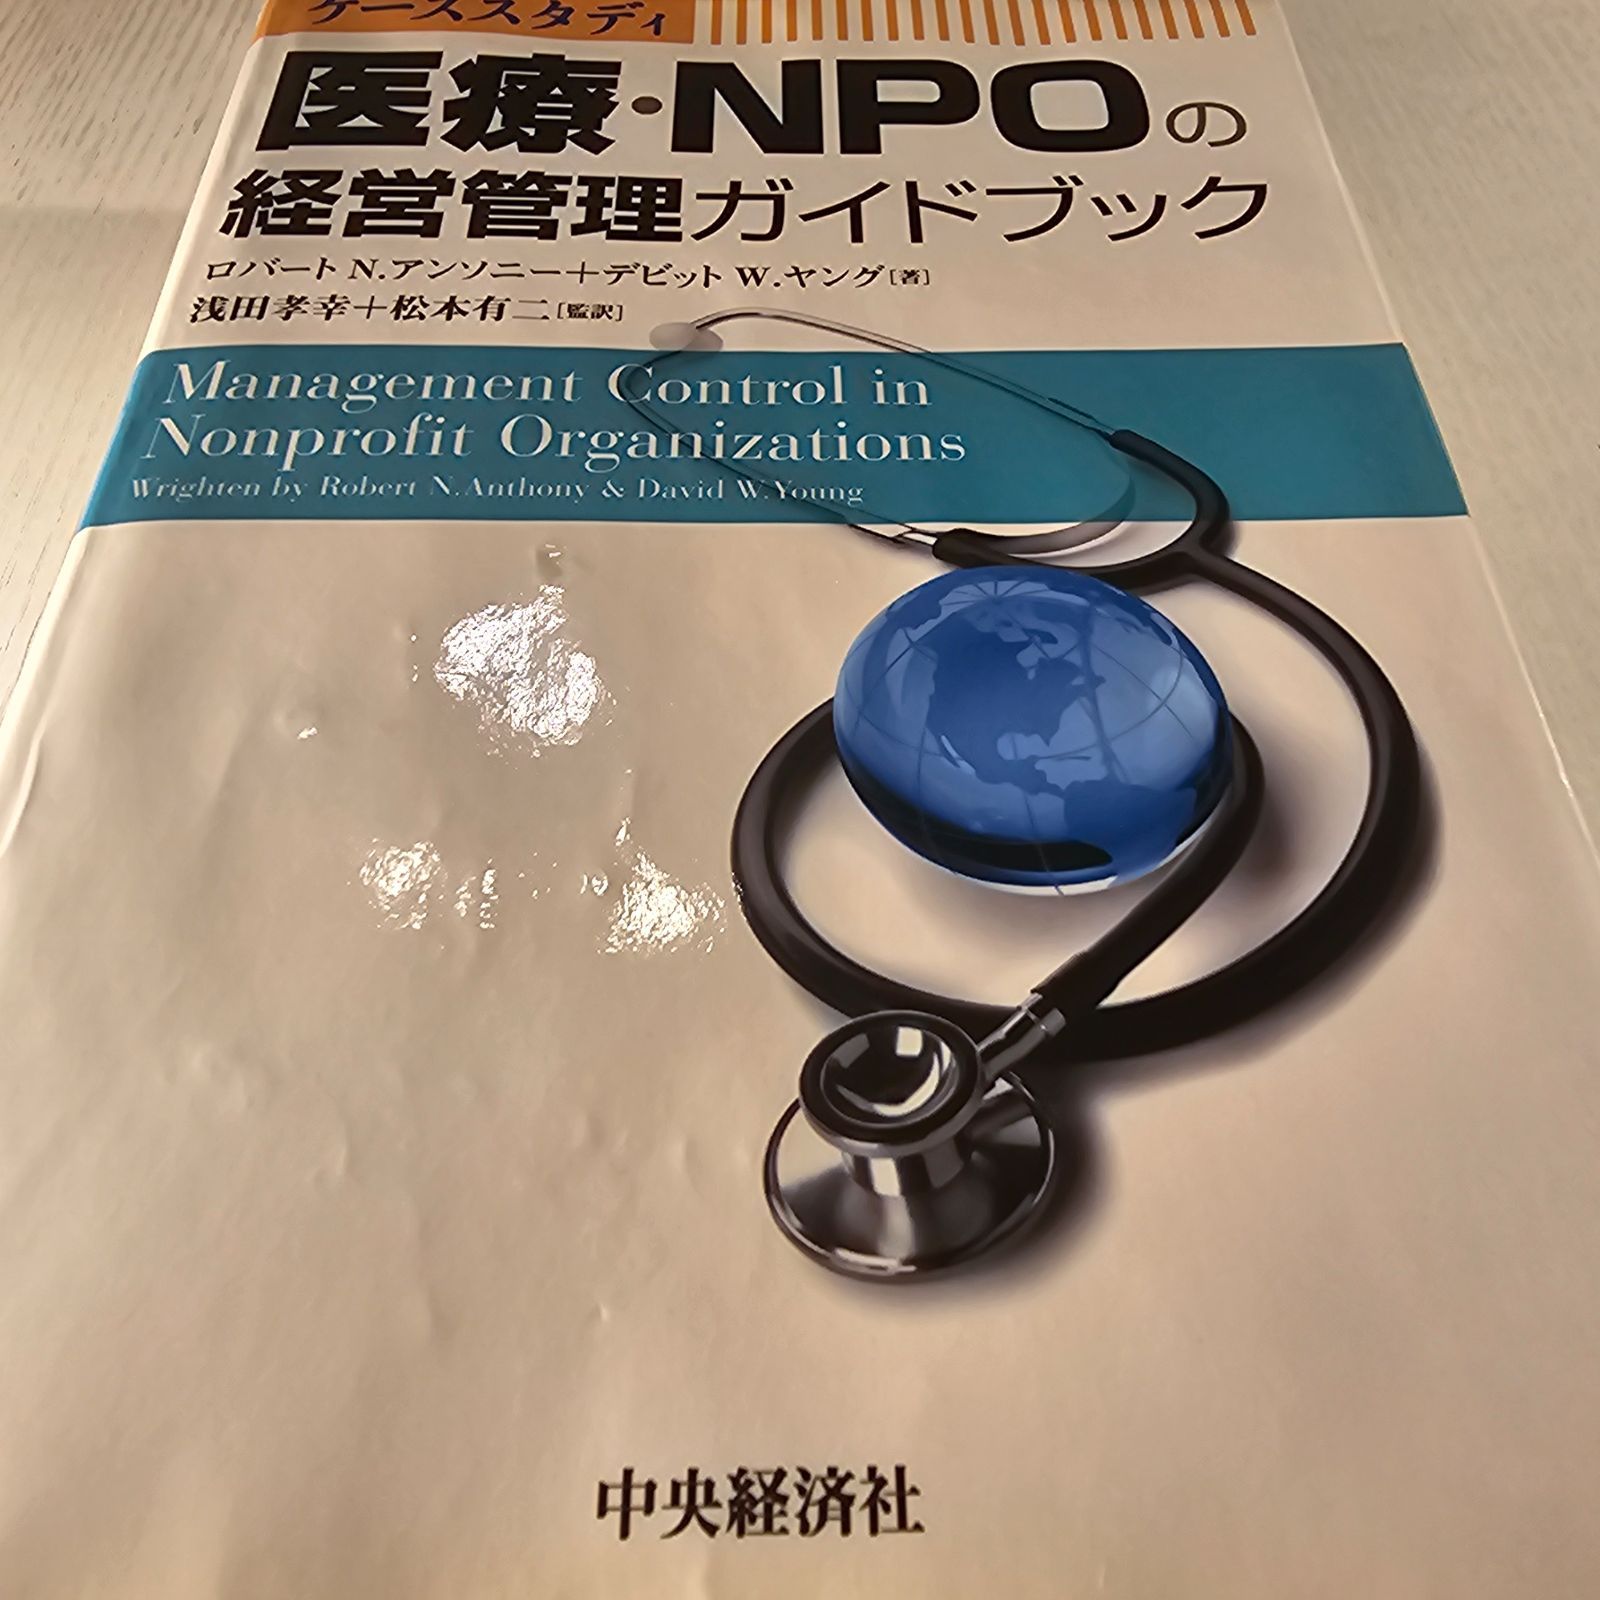 ケーススタディ
医療・NPOの
経営管理ガイドブック
ロバート N.アンソニー＋デビット W.ヤング[著]
浅田孝幸＋松本有二[監訳]
Management Control in
Nonprofit Organizations
Wrighten by Robert N.Anthony & David W.Young
中央経済社